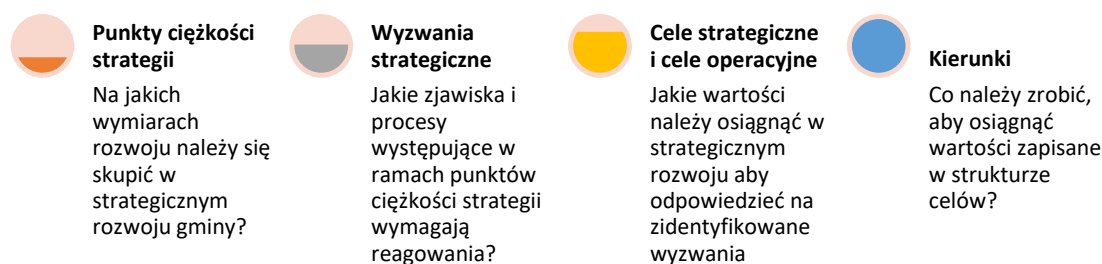 Punkty ciężkości
strategii
Na jakich
wymiarach
rozwoju należy się
skupić w
strategicznym
rozwoju gminy?
Wyzwania
strategiczne
Jakie zjawiska i
procesy
występujące w
ramach punktów
ciężkości strategii
wymagają
reagowania?
Cele strategiczne
i cele operacyjne
Jakie wartości
należy osiągnąć w
strategicznym
rozwoju aby
odpowiedzieć na
zidentyfikowane
wyzwania
Kierunki
Co należy zrobić,
aby osiągnąć
wartości zapisane
w strukturze
celów?